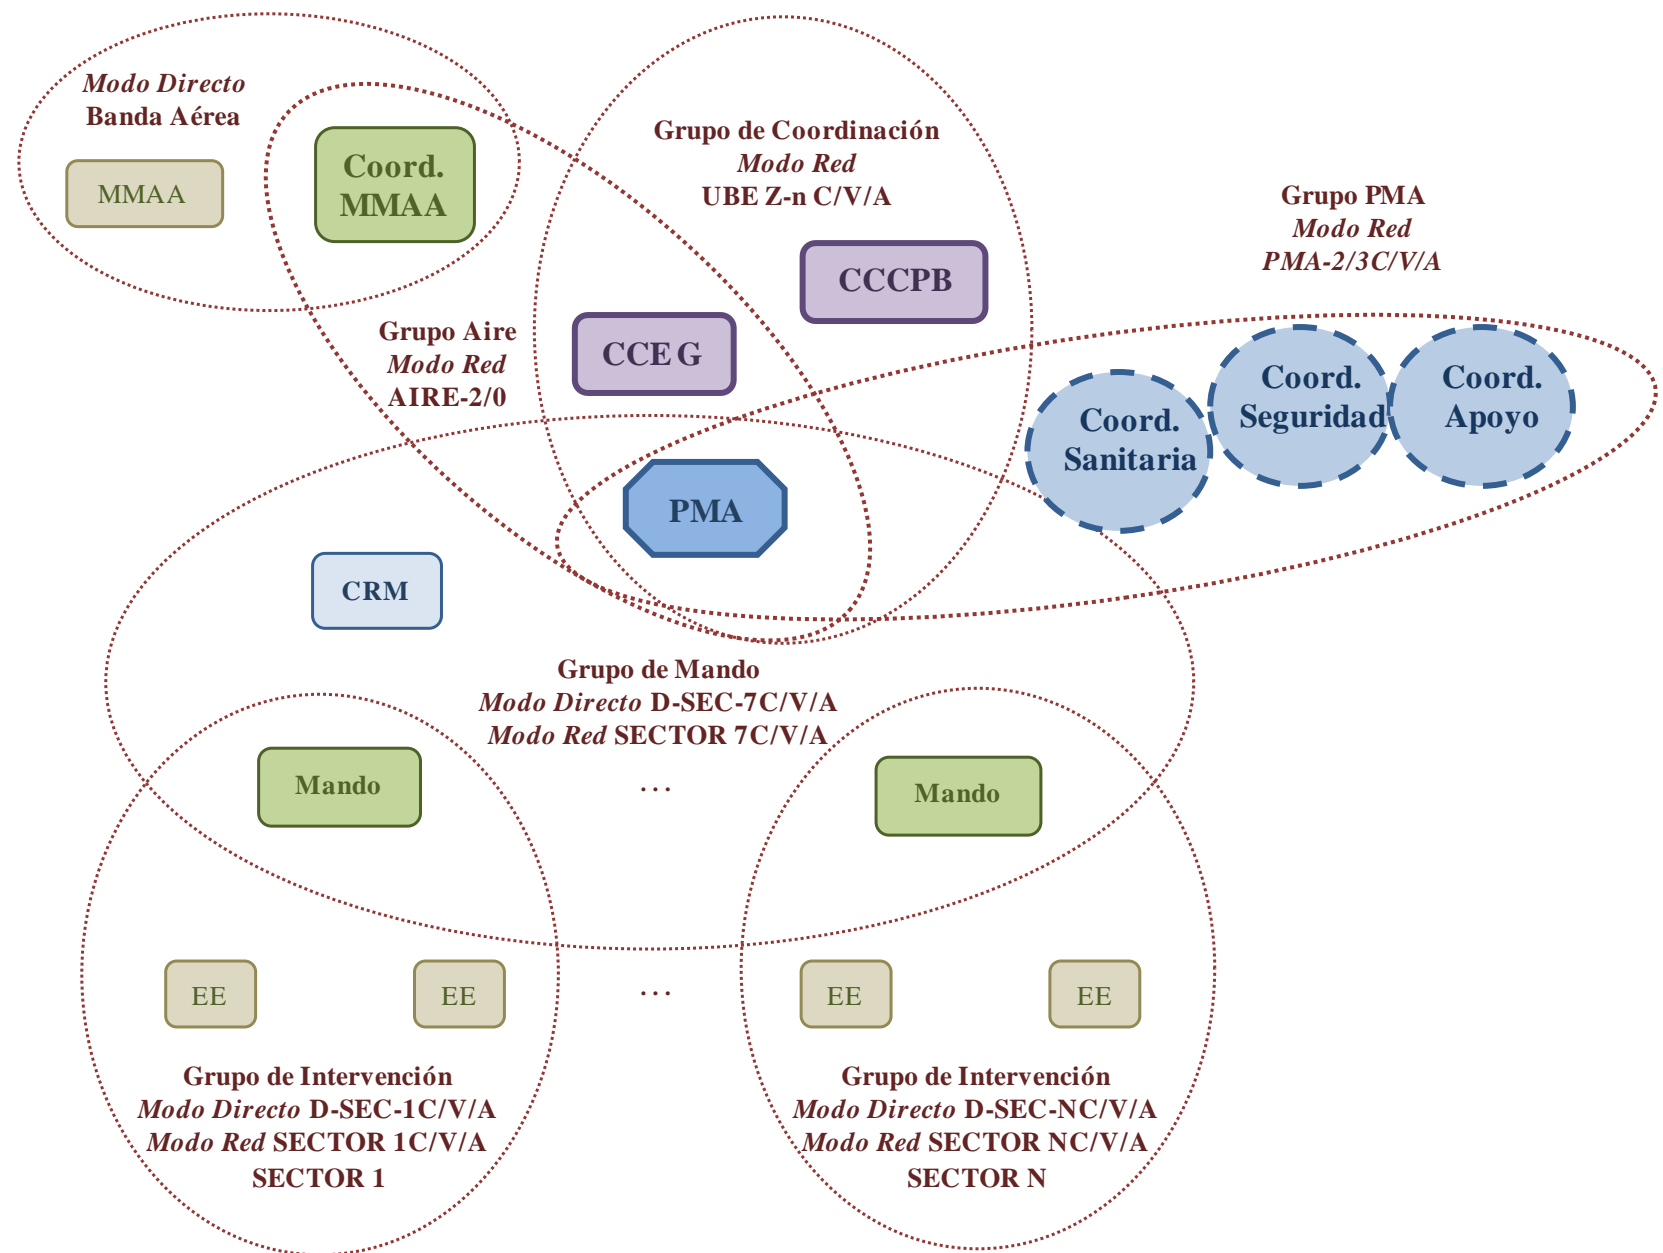 Modo Directo
Banda Aérea
MMAA
Coord.
MMAA
Grupo de Coordinación
Modo Red
UBE Z-n C/V/A
CCCPB
CCE G
Grupo PMA
Modo Red
PMA-2/3C/V/A
Grupo Aire
Modo Red
AIRE-2/0
Coord.
Sanitaria
Coord.
Seguridad
Coord.
Apoyo
PMA
CRM
Grupo de Mando
Modo Directo D-SEC-7C/V/A
Modo Red SECTOR 7C/V/A
Mando
...
Mando
EE
EE
...
EE
EE
Grupo de Intervención
Modo Directo D-SEC-1C/V/A
Modo Red SECTOR 1C/V/A
SECTOR 1
Grupo de Intervención
Modo Directo D-SEC-NC/V/A
Modo Red SECTOR NC/V/A
SECTOR N